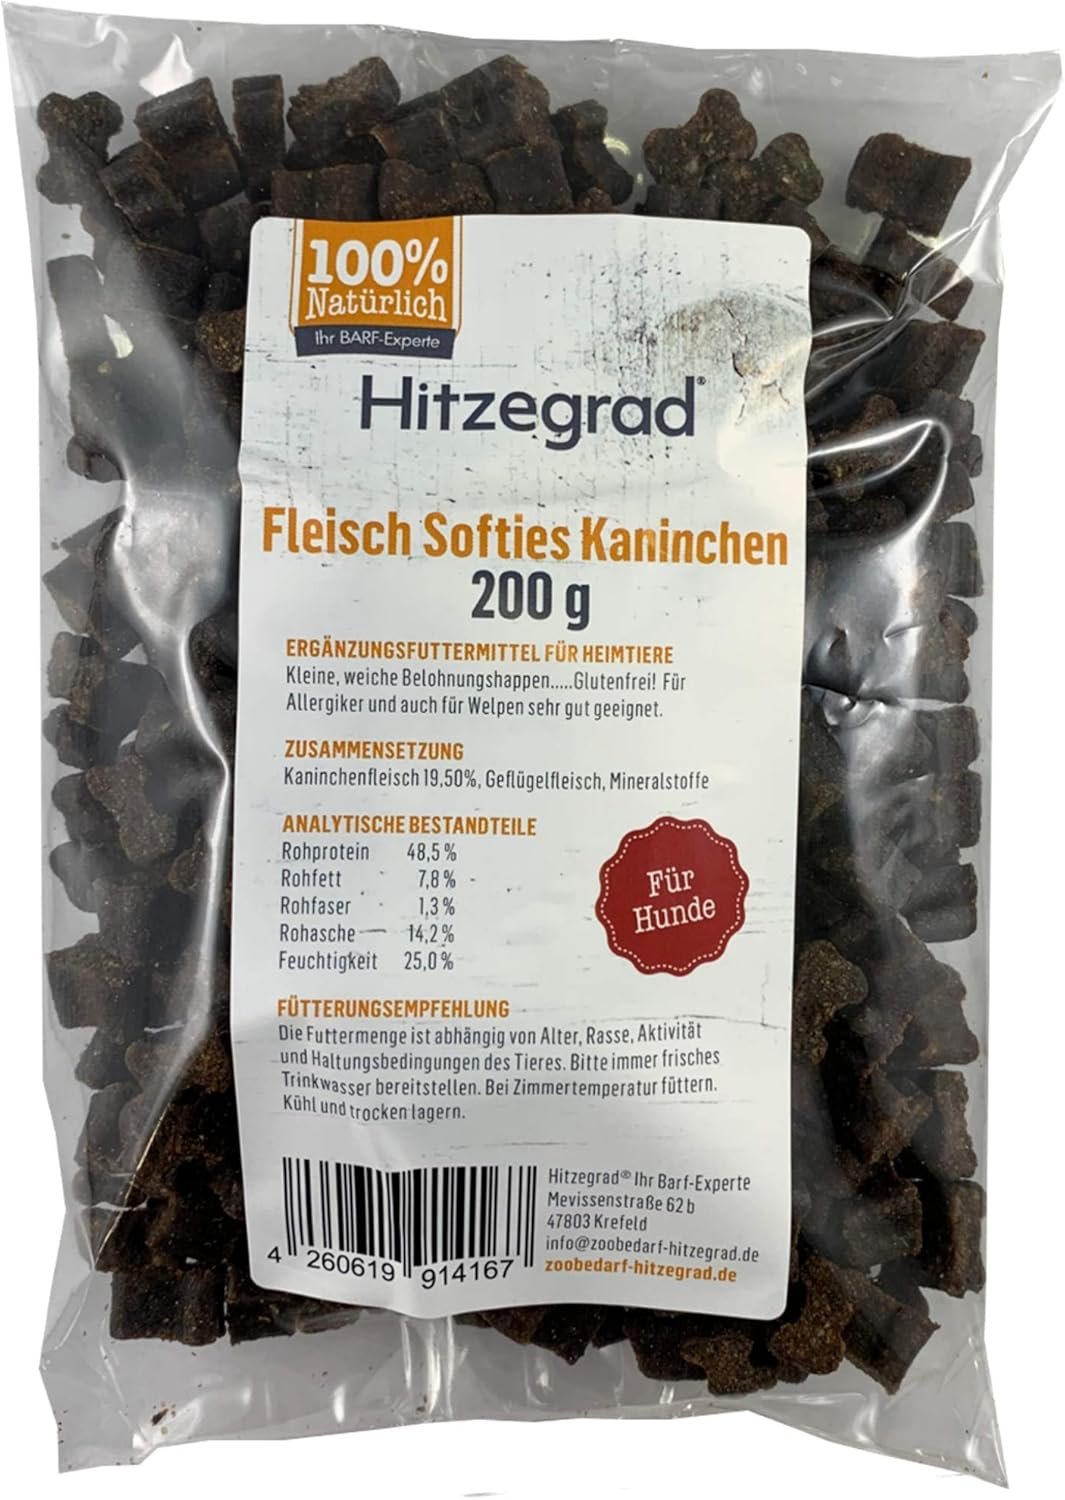 100%
Natürlich
Ihr BARF-Experte
Hitzegrad®
Fleisch Softies Kaninchen
200 g
ERGÄNZUNGSFUTTERMITTEL FÜR HEIMTIERE
Kleine, weiche Belohnungshappen.....Glutenfrei! Für
Allergiker und auch für Welpen sehr gut geeignet.
ZUSAMMENSETZUNG
Kaninchenfleisch 19,50%, Geflügelfleisch, Mineralstoffe
ANALYTISCHE BESTANDTEILE
Rohprotein 48,5 %
Rohfett 7,8 %
Rohfaser 1,3 %
Rohasche 14,2 %
Feuchtigkeit 25,0 %
Für
Hunde
FÜTTERUNGSEMPFEHLUNG
Die Futtermenge ist abhängig von Alter, Rasse, Aktivität
und Haltungsbedingungen des Tieres. Bitte immer frisches
Trinkwasser bereitstellen. Bei Zimmertemperatur füttern.
Kühl und trocken lagern.
4 260619 914167
Hitzegrad® Ihr Barf-Experte
Mevissenstraße 62 b
47803 Krefeld
info@zoobedarf-hitzegrad.de
zoobedarf-hitzegrad.de